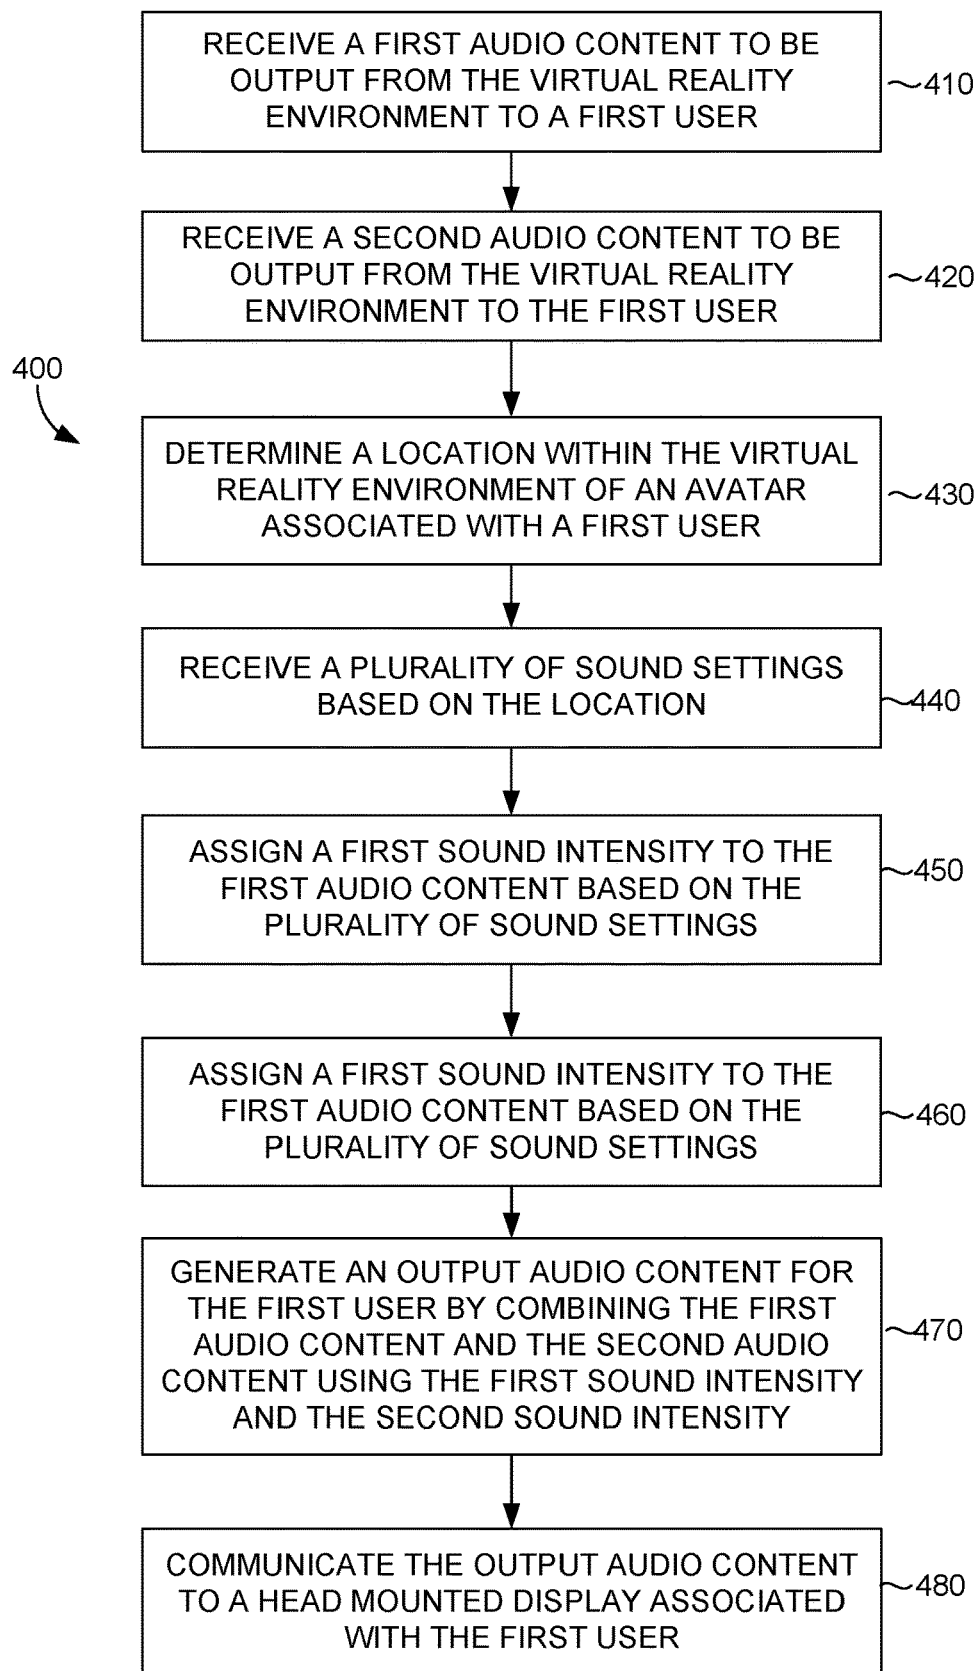 RECEIVE A FIRST AUDIO CONTENT TO BE
OUTPUT FROM THE VIRTUAL REALITY
ENVIRONMENT TO A FIRST USER
410
RECEIVE A SECOND AUDIO CONTENT TO BE
OUTPUT FROM THE VIRTUAL REALITY
ENVIRONMENT TO THE FIRST USER
420
400
DETERMINE A LOCATION WITHIN THE VIRTUAL
REALITY ENVIRONMENT OF AN AVATAR
ASSOCIATED WITH A FIRST USER
430
RECEIVE A PLURALITY OF SOUND SETTINGS
BASED ON THE LOCATION
440
ASSIGN A FIRST SOUND INTENSITY TO THE
FIRST AUDIO CONTENT BASED ON THE
PLURALITY OF SOUND SETTINGS
450
ASSIGN A FIRST SOUND INTENSITY TO THE
FIRST AUDIO CONTENT BASED ON THE
PLURALITY OF SOUND SETTINGS
460
GENERATE AN OUTPUT AUDIO CONTENT FOR
THE FIRST USER BY COMBINING THE FIRST
AUDIO CONTENT AND THE SECOND AUDIO
CONTENT USING THE FIRST SOUND INTENSITY
AND THE SECOND SOUND INTENSITY
470
COMMUNICATE THE OUTPUT AUDIO CONTENT
TO A HEAD MOUNTED DISPLAY ASSOCIATED
WITH THE FIRST USER
480